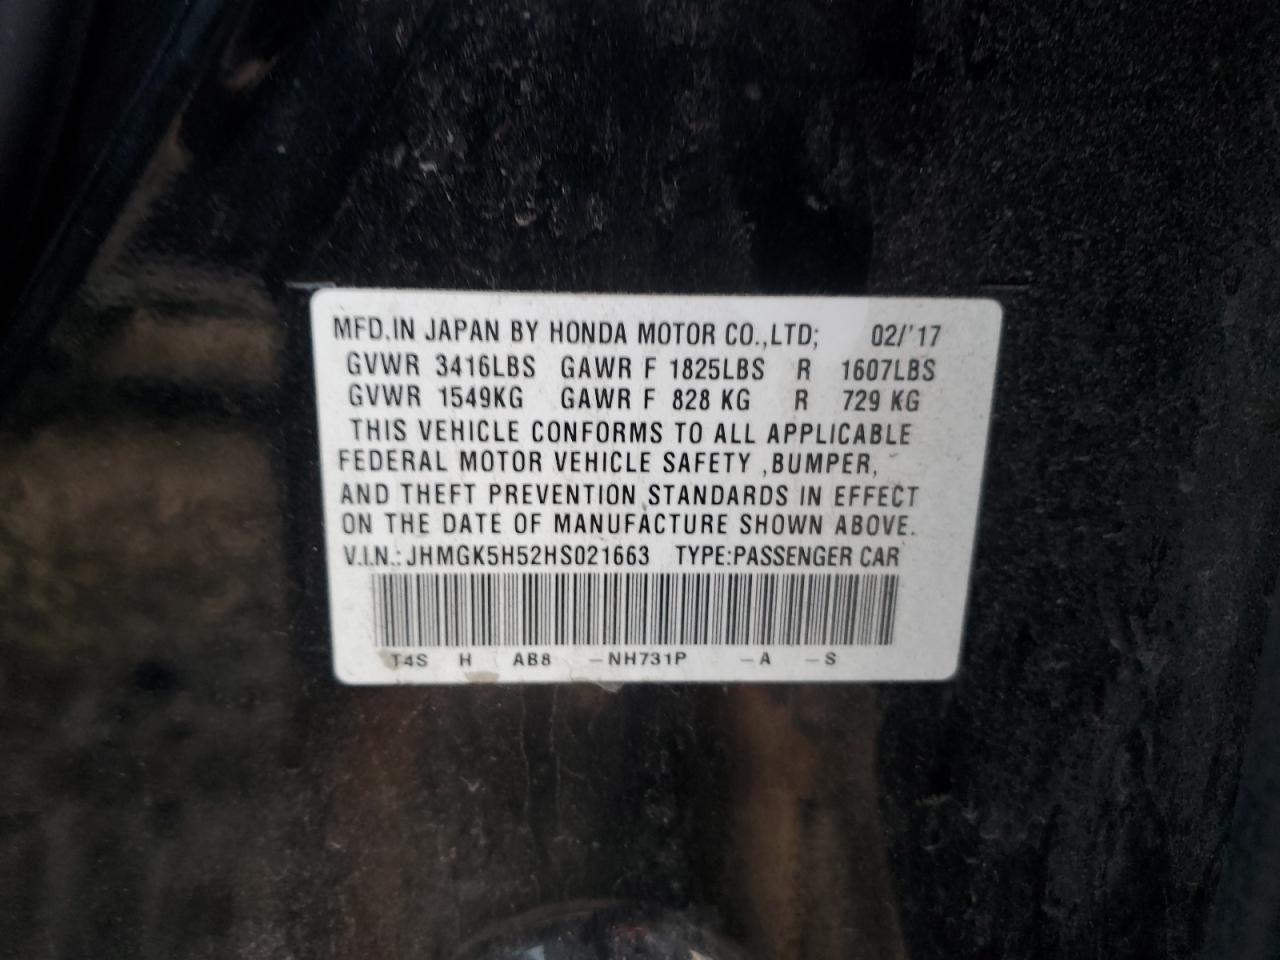 MFD.IN JAPAN BY HONDA MOTOR CO.,LTD; 02/'17
GVWR 3416LBS GAWR F 1825LBS R 1607LBS
GVWR 1549KG GAWR F 828 KG R 729 KG
THIS VEHICLE CONFORMS TO ALL APPLICABLE
FEDERAL MOTOR VEHICLE SAFETY ,BUMPER,
AND THEFT PREVENTION STANDARDS IN EFFECT
ON THE DATE OF MANUFACTURE SHOWN ABOVE.
V.I.N.: JHMGK5H52HS021663 TYPE:PASSENGER CAR
T4S H AB8 -NH731P -A -S